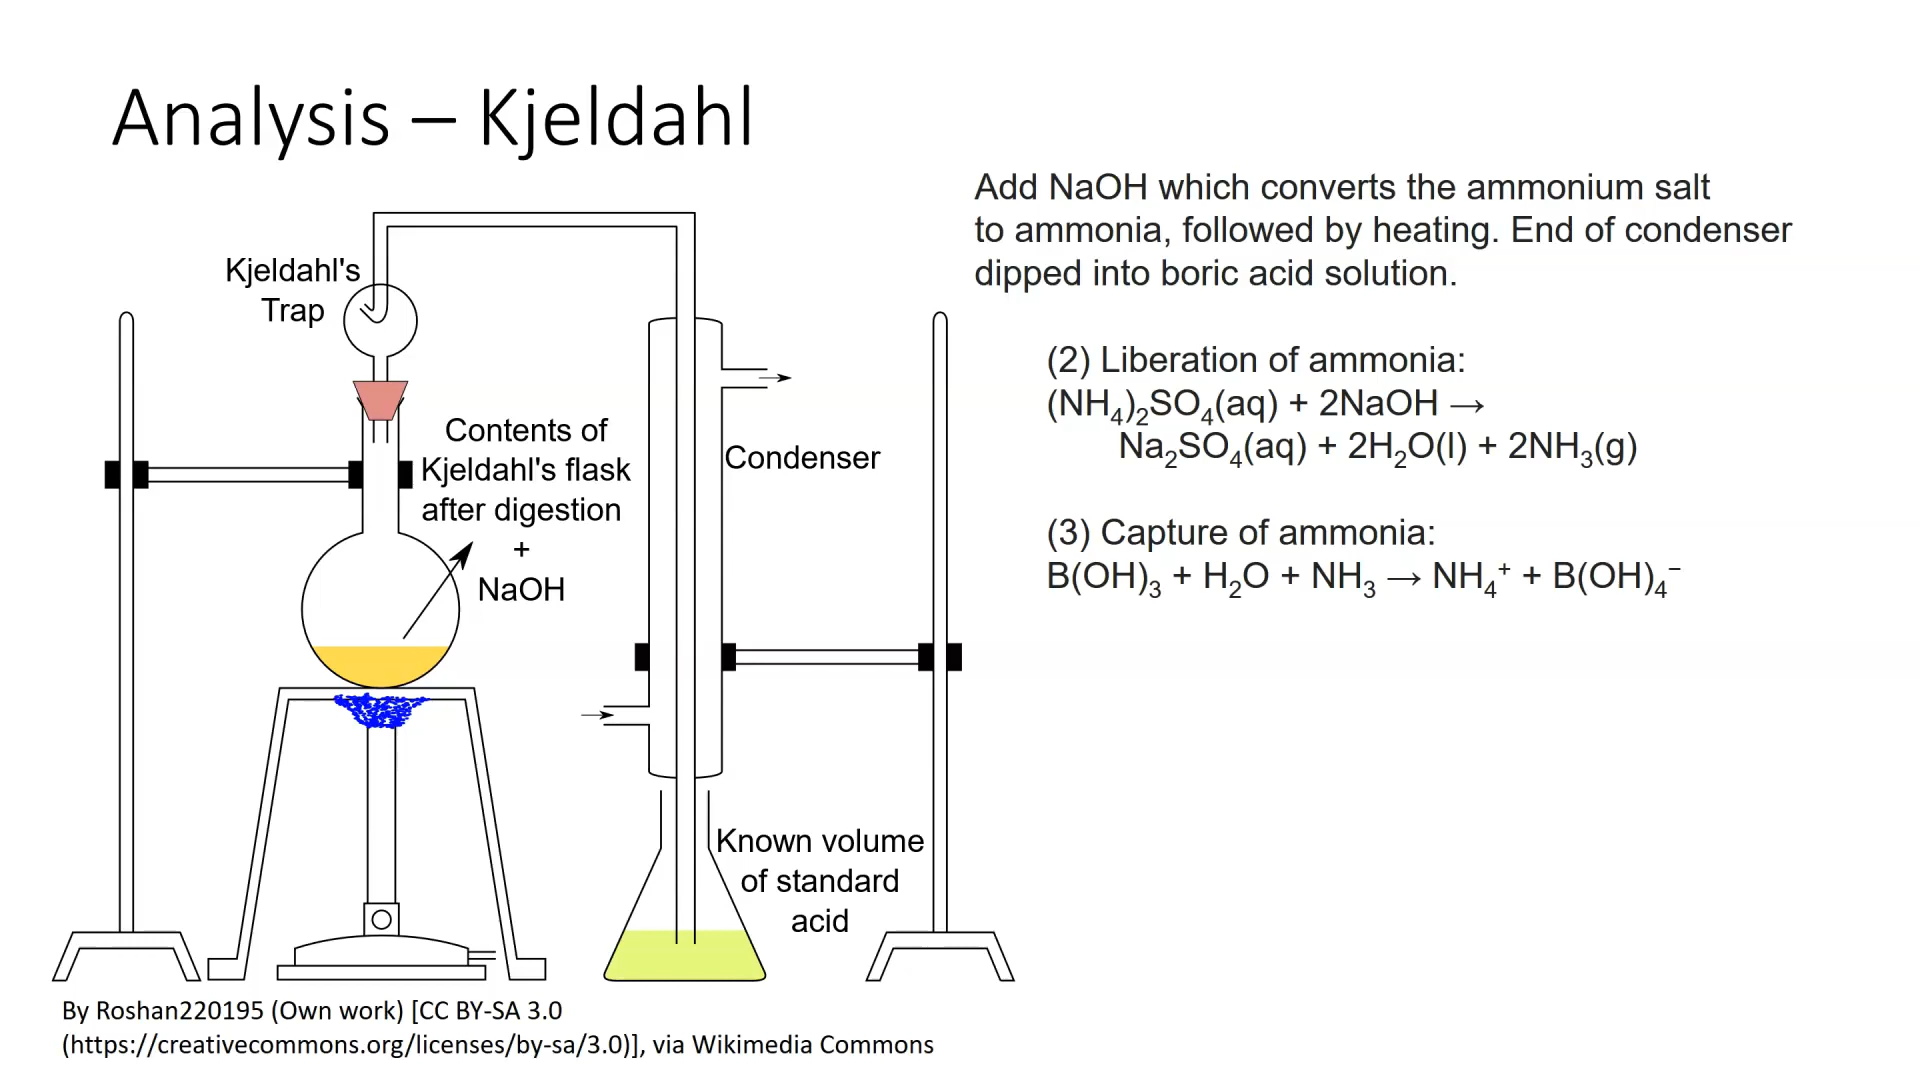 Analysis – Kjeldahl
Add NaOH which converts the ammonium salt
to ammonia, followed by heating. End of condenser
dipped into boric acid solution.
(2) Liberation of ammonia:
(NH₄)₂SO₄(aq) + 2NaOH →
Na₂SO₄(aq) + 2H₂O(l) + 2NH₃(g)
(3) Capture of ammonia:
B(OH)₃ + H₂O + NH₃ → NH₄⁺ + B(OH)₄⁻
Kjeldahl's
Trap
Contents of
Kjeldahl's flask
after digestion
+
NaOH
Condenser
Known volume
of standard
acid
By Roshan220195 (Own work) [CC BY-SA 3.0
(https://creativecommons.org/licenses/by-sa/3.0)], via Wikimedia Commons